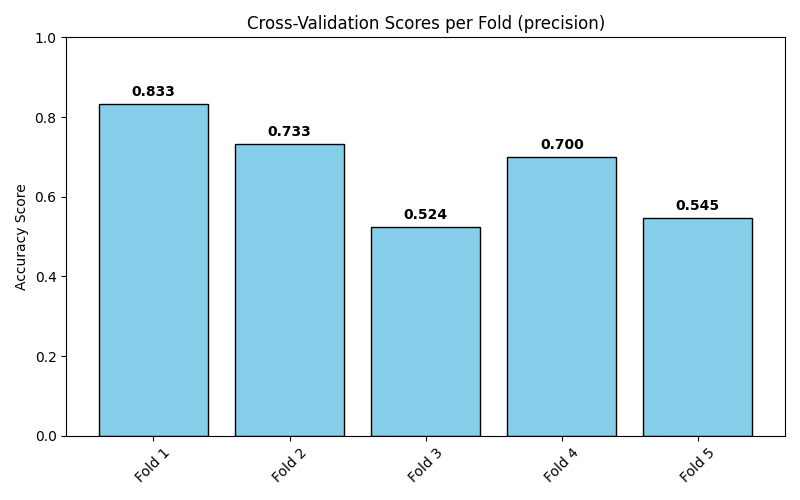 Cross-Validation Scores per Fold (precision)
Accuracy Score
1.0
0.8
0.6
0.4
0.2
0.0
0.833
0.733
0.524
0.700
0.545
Fold 1
Fold 2
Fold 3
Fold 4
Fold 5